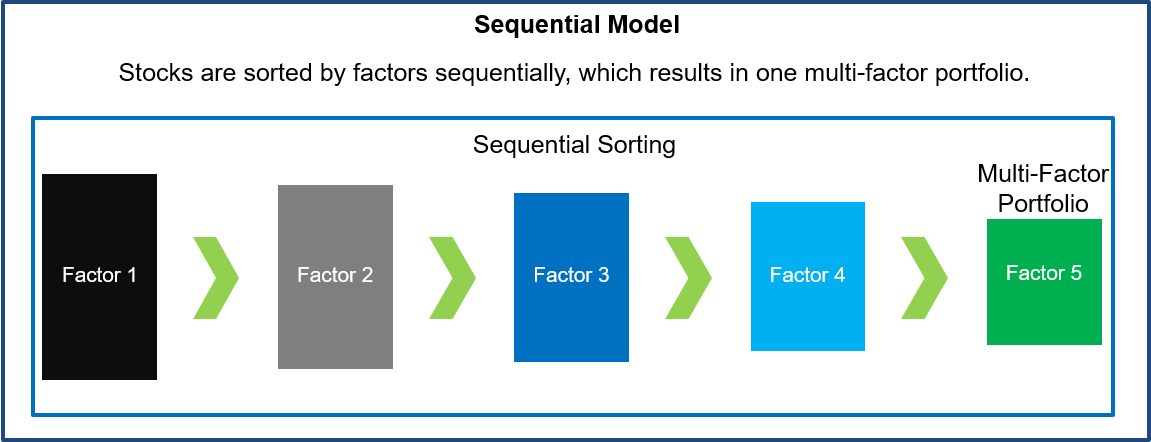 Sequential Model
Stocks are sorted by factors sequentially, which results in one multi-factor portfolio.
Sequential Sorting
Factor 1
Factor 2
Factor 3
Factor 4
Multi-Factor
Portfolio
Factor 5